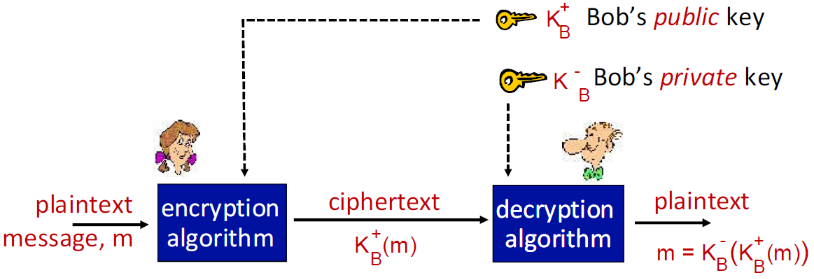 K_B^+ Bob's public key
K_B^- Bob's private key
plaintext
message, m
encryption
algorithm
ciphertext
K_B^+(m)
decryption
algorithm
plaintext
m = K_B^-(K_B^+(m))